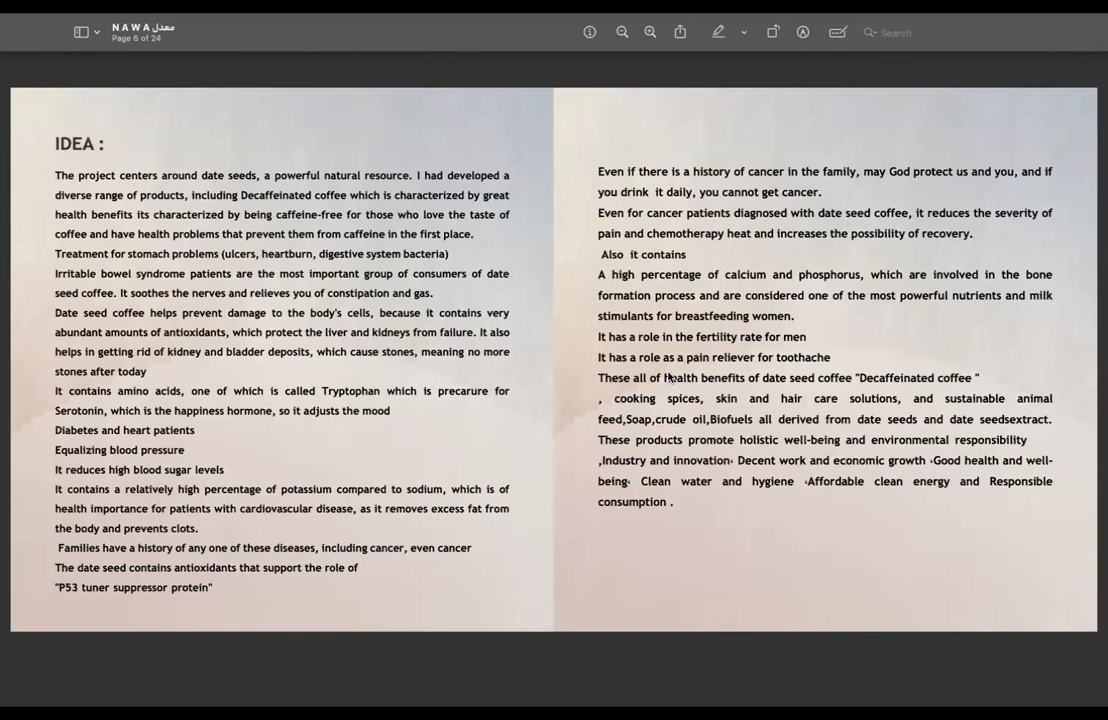 N A W A معدل
Page 6 of 24
Search
IDEA :
The project centers around date seeds, a powerful natural resource. I had developed a
diverse range of products, including Decaffeinated coffee which is characterized by great
health benefits its characterized by being caffeine-free for those who love the taste of
coffee and have health problems that prevent them from caffeine in the first place.
Treatment for stomach problems (ulcers, heartburn, digestive system bacteria)
Irritable bowel syndrome patients are the most important group of consumers of date
seed coffee. It soothes the nerves and relieves you of constipation and gas.
Date seed coffee helps prevent damage to the body's cells, because it contains very
abundant amounts of antioxidants, which protect the liver and kidneys from failure. It also
helps in getting rid of kidney and bladder deposits, which cause stones, meaning no more
stones after today
It contains amino acids, one of which is called Tryptophan which is precarure for
Serotonin, which is the happiness hormone, so it adjusts the mood
Diabetes and heart patients
Equalizing blood pressure
It reduces high blood sugar levels
It contains a relatively high percentage of potassium compared to sodium, which is of
health importance for patients with cardiovascular disease, as it removes excess fat from
the body and prevents clots.
Families have a history of any one of these diseases, including cancer, even cancer
The date seed contains antioxidants that support the role of
"P53 tuner suppressor protein"
Even if there is a history of cancer in the family, may God protect us and you, and if
you drink it daily, you cannot get cancer.
Even for cancer patients diagnosed with date seed coffee, it reduces the severity of
pain and chemotherapy heat and increases the possibility of recovery.
Also it contains
A high percentage of calcium and phosphorus, which are involved in the bone
formation process and are considered one of the most powerful nutrients and milk
stimulants for breastfeeding women.
It has a role in the fertility rate for men
It has a role as a pain reliever for toothache
These all of health benefits of date seed coffee "Decaffeinated coffee "
, cooking spices, skin and hair care solutions, and sustainable animal
feed,Soap,crude oil,Biofuels all derived from date seeds and date seedsextract.
These products promote holistic well-being and environmental responsibility
,Industry and innovation، Decent work and economic growth ،Good health and well-
being، Clean water and hygiene ،Affordable clean energy and Responsible
consumption .